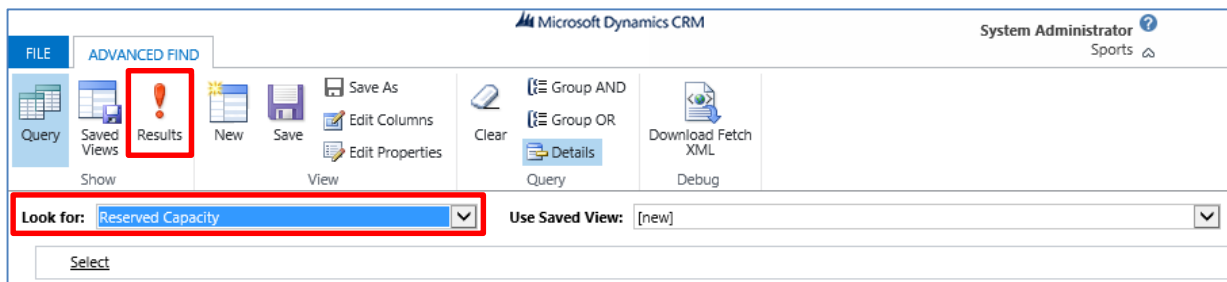 Microsoft Dynamics CRM
System Administrator
Sports
FILE
ADVANCED FIND
Query
Saved
Views
Results
New
Save
Save As
Edit Columns
Edit Properties
Clear
Group AND
Group OR
Details
Download Fetch
XML
Show
View
Query
Debug
Look for:
Reserved Capacity
Use Saved View:
[new]
Select